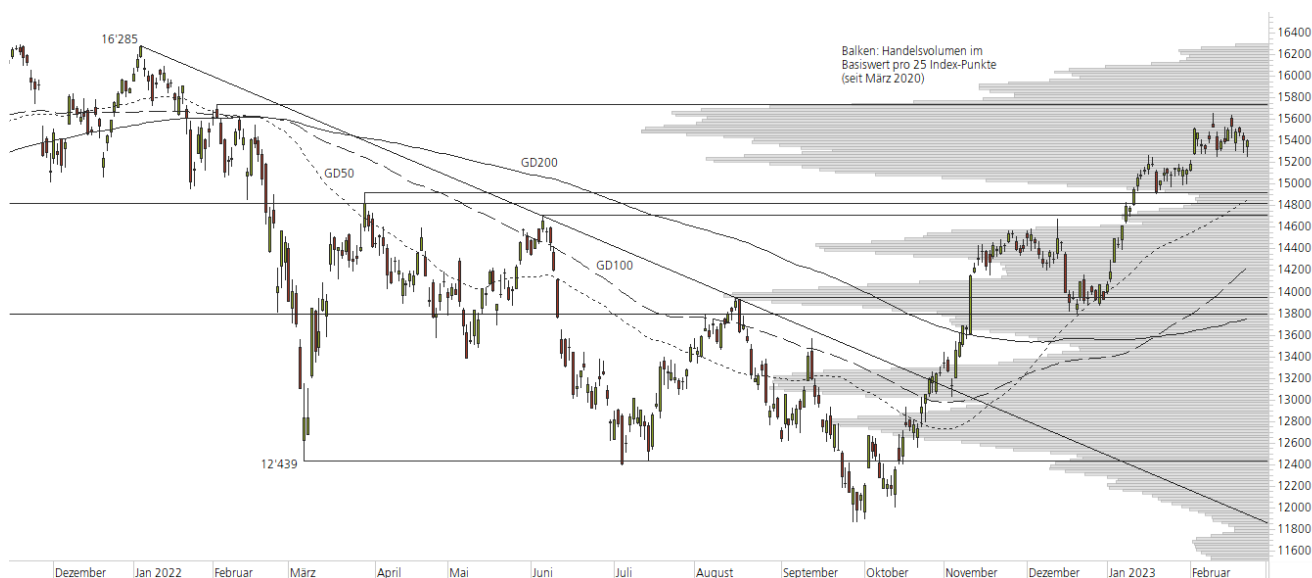 16'285
Balken: Handelsvolumen im
Basiswert pro 25 Index-Punkte
(seit März 2020)
GD200
GD50
GD100
12'439
16400
16200
16000
15800
15600
15400
15200
15000
14800
14600
14400
14200
14000
13800
13600
13400
13200
13000
12800
12600
12400
12200
12000
11800
11600
Dezember
Jan 2022
Februar
März
April
Mai
Juni
Juli
August
September
Oktober
November
Dezember
Jan 2023
Februar